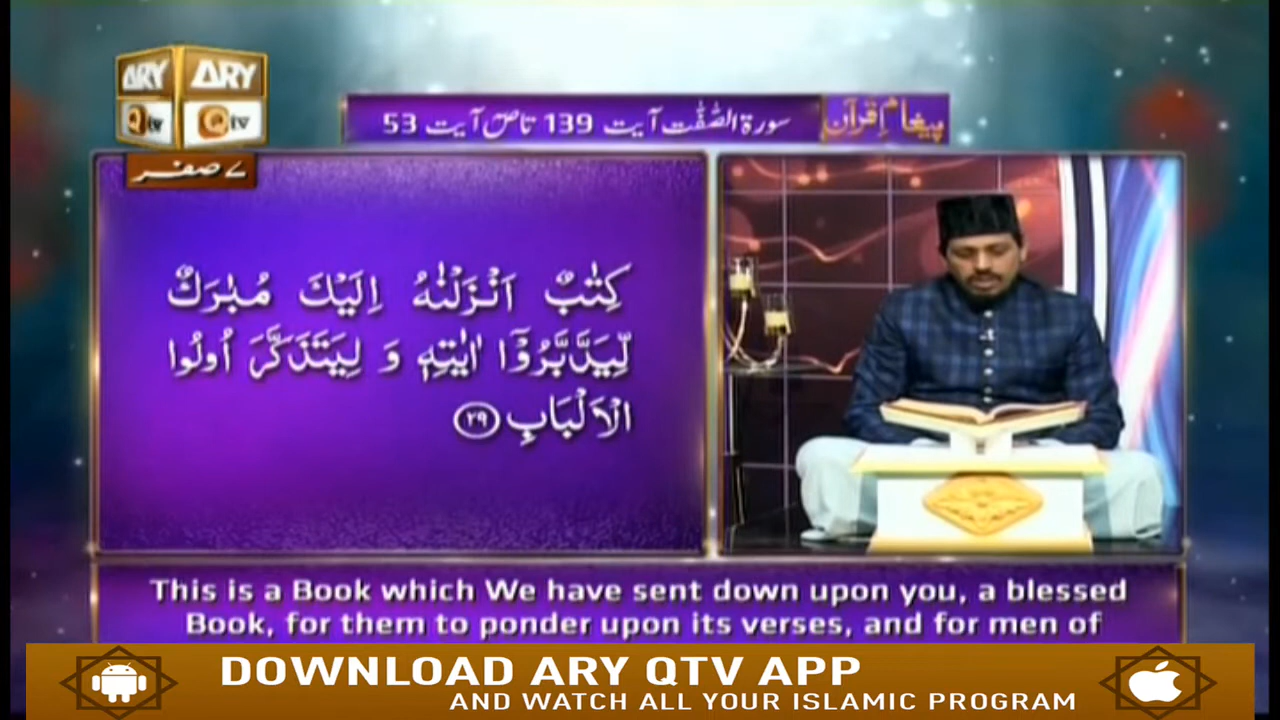 ARY ARY
Q tv Q tv
پیغام قرآن
سورۃ الصّٰفّٰت آیت 139 تا صٓ آیت 53
۷ صفر
كِتٰبٌ اَنْزَلْنٰهُ اِلَیْكَ مُبٰرَكٌ
لِّیَدَّبَّرُوْۤا اٰیٰتِهٖ وَ لِیَتَذَكَّرَ اُولُوا
الْاَلْبَابِ ﴿۲۹﴾
This is a Book which We have sent down upon you, a blessed
Book, for them to ponder upon its verses, and for men of
DOWNLOAD ARY QTV APP
AND WATCH ALL YOUR ISLAMIC PROGRAM